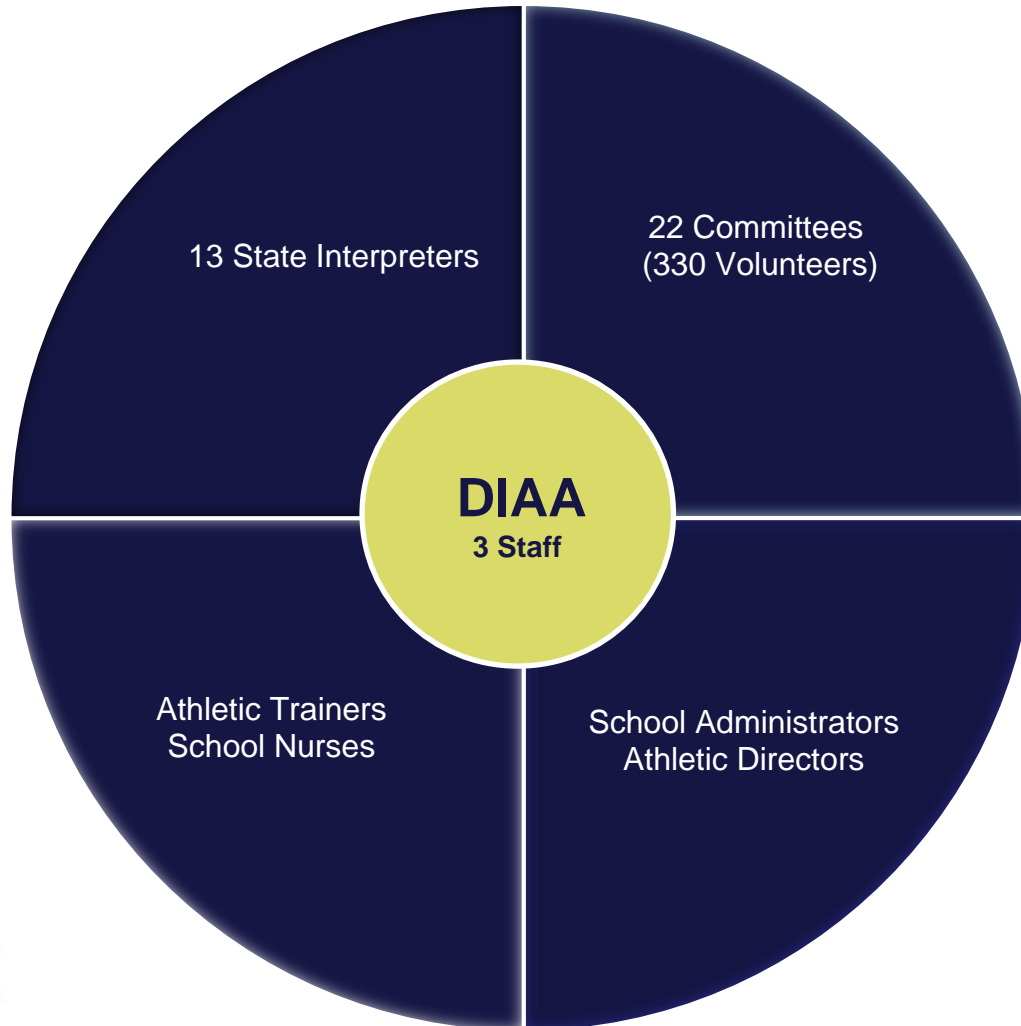 13 State Interpreters
22 Committees
(330 Volunteers)
DIAA
3 Staff
Athletic Trainers
School Nurses
School Administrators
Athletic Directors